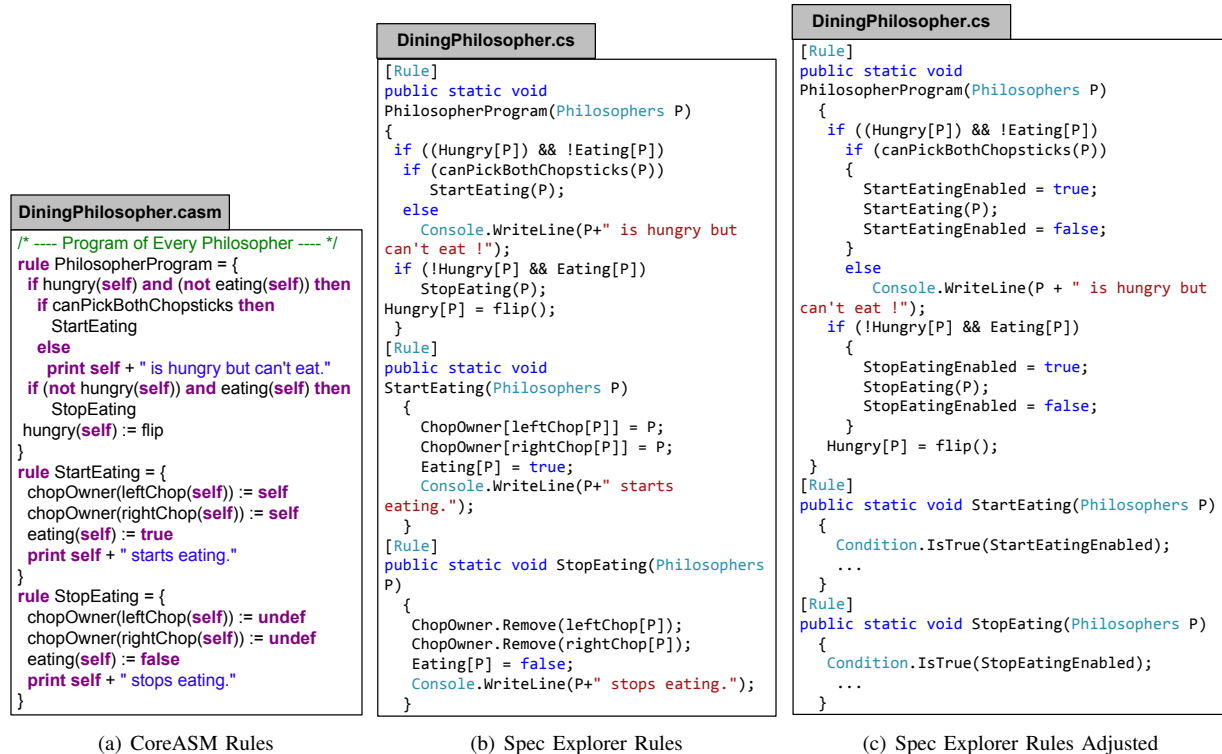 DiningPhilosopher.casm
/* ---- Program of Every Philosopher ---- */
rule PhilosopherProgram = {
if hungry(self) and (not eating(self)) then
if canPickBothChopsticks then
StartEating
else
print self + " is hungry but can't eat."
if (not hungry(self)) and eating(self) then
StopEating
hungry(self) := flip
}
rule StartEating = {
chopOwner(leftChop(self)) := self
chopOwner(rightChop(self)) := self
eating(self) := true
print self + " starts eating."
}
rule StopEating = {
chopOwner(leftChop(self)) := undef
chopOwner(rightChop(self)) := undef
eating(self) := false
print self + " stops eating."
}
(a) CoreASM Rules
DiningPhilosopher.cs
[Rule]
public static void
PhilosopherProgram(Philosophers P)
{
if ((Hungry[P]) && !Eating[P])
if (canPickBothChopsticks(P))
StartEating(P);
else
Console.WriteLine(P+" is hungry but
can't eat !");
if (!Hungry[P] && Eating[P])
StopEating(P);
Hungry[P] = flip();
}
[Rule]
public static void
StartEating(Philosophers P)
{
ChopOwner[leftChop[P]] = P;
ChopOwner[rightChop[P]] = P;
Eating[P] = true;
Console.WriteLine(P+" starts
eating.");
}
[Rule]
public static void StopEating(Philosophers
P)
{
ChopOwner.Remove(leftChop[P]);
ChopOwner.Remove(rightChop[P]);
Eating[P] = false;
Console.WriteLine(P+" stops eating.");
}
(b) Spec Explorer Rules
DiningPhilosopher.cs
[Rule]
public static void
PhilosopherProgram(Philosophers P)
{
if ((Hungry[P]) && !Eating[P])
if (canPickBothChopsticks(P))
{
StartEatingEnabled = true;
StartEating(P);
StartEatingEnabled = false;
}
else
Console.WriteLine(P + " is hungry but
can't eat !");
if (!Hungry[P] && Eating[P])
{
StopEatingEnabled = true;
StopEating(P);
StopEatingEnabled = false;
}
Hungry[P] = flip();
}
[Rule]
public static void StartEating(Philosophers P)
{
Condition.IsTrue(StartEatingEnabled);
...
}
[Rule]
public static void StopEating(Philosophers P)
{
Condition.IsTrue(StopEatingEnabled);
...
}
(c) Spec Explorer Rules Adjusted